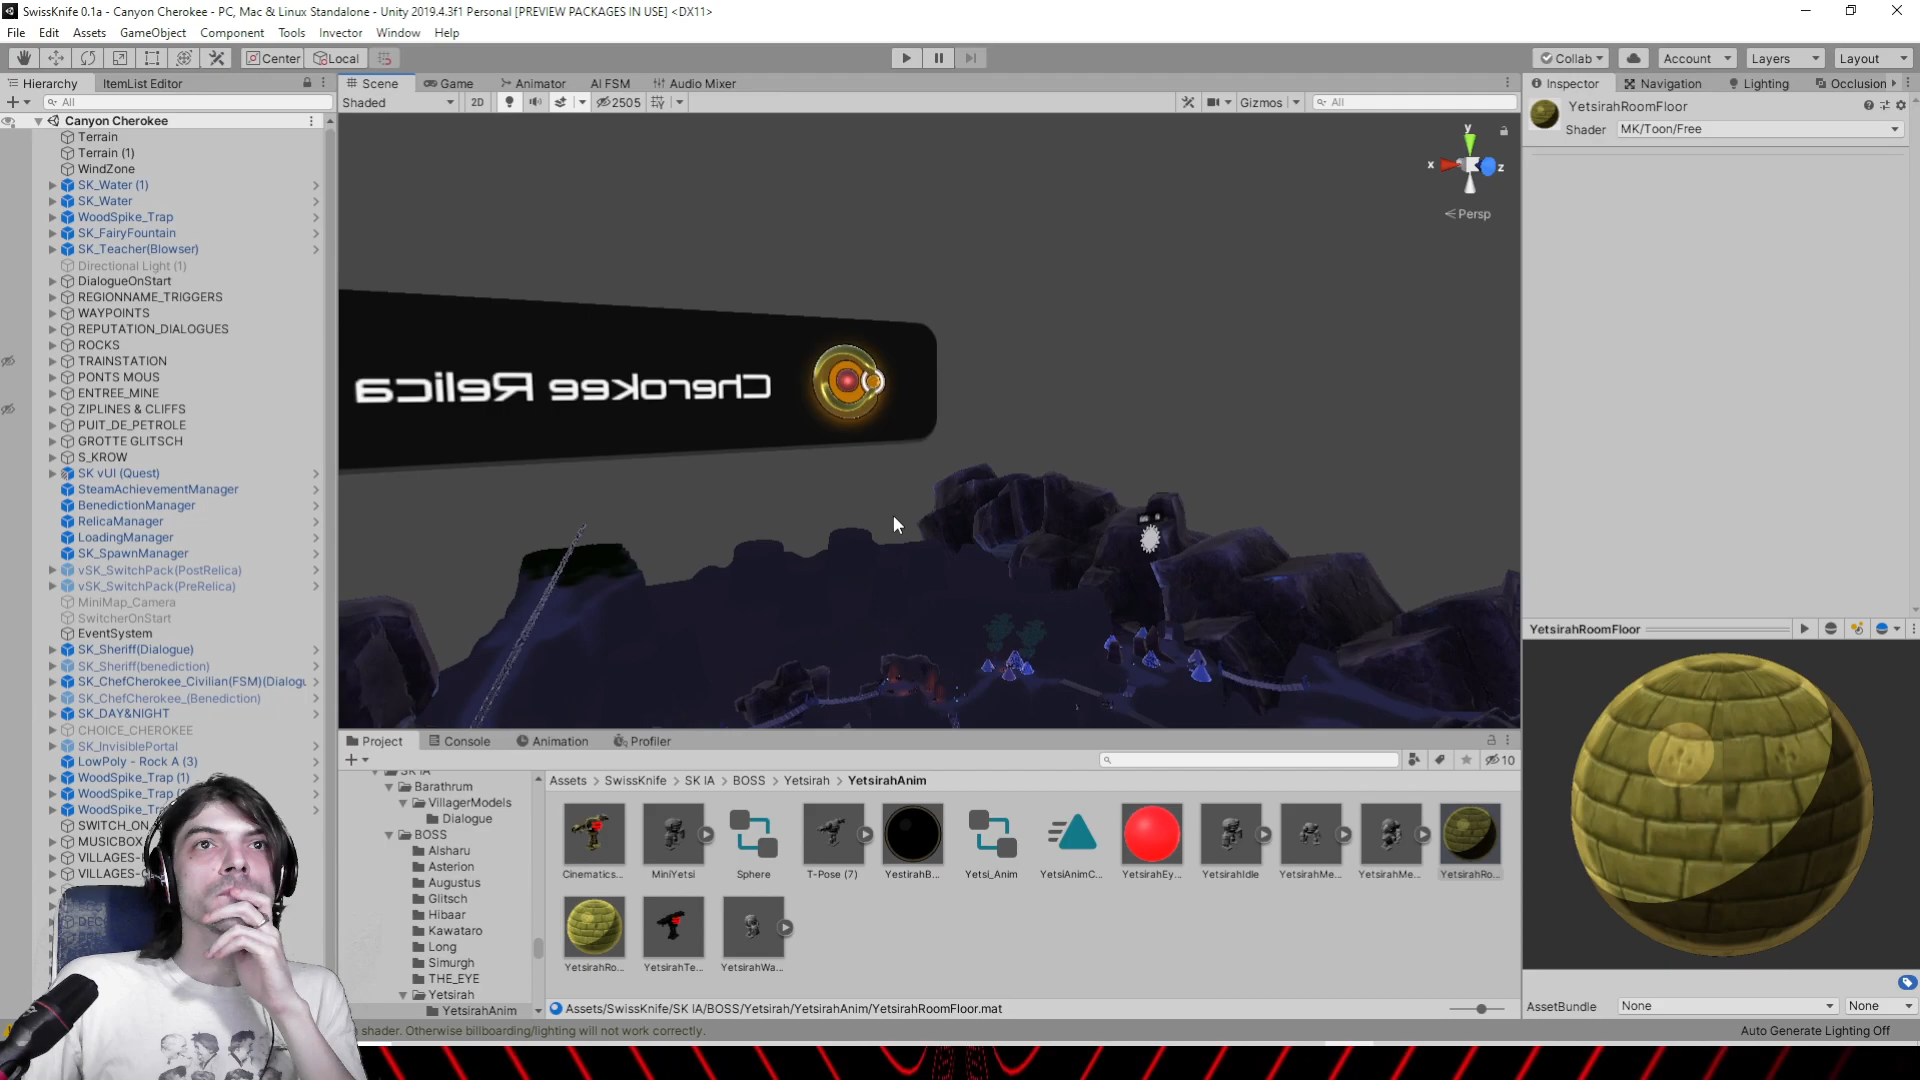 SwissKnife 0.1a - Canyon Cherokee - PC, Mac & Linux Standalone - Unity 2019.4.3f1 Personal [PREVIEW PACKAGES IN USE] <DX11>
File Edit Assets GameObject Component Tools Invector Window Help
Center Local Collab Account Layers Layout
Hierarchy ItemList Editor
All
Canyon Cherokee
Terrain
Terrain (1)
WindZone
SK_Water (1)
SK_Water
WoodSpike_Trap
SK_FairyFountain
SK_Teacher(Blowser)
Directional Light (1)
DialogueOnStart
REGIONNAME_TRIGGERS
WAYPOINTS
REPUTATION_DIALOGUES
ROCKS
TRAINSTATION
PONTS MOUS
ENTREE_MINE
ZIPLINES & CLIFFS
PUIT_DE_PETROLE
GROTTE GLITSCH
S_KROW
SK vUI (Quest)
SteamAchievementManager
BenedictionManager
RelicaManager
LoadingManager
SK_SpawnManager
vSK_SwitchPack(PostRelica)
vSK_SwitchPack(PreRelica)
MiniMap_Camera
SwitcherOnStart
EventSystem
SK_Sheriff(Dialogue)
SK_Sheriff(benediction)
SK_ChefCherokee_Civilian(FSM)(Dialogu
SK_ChefCherokee_(Benediction)
SK_DAY&NIGHT
CHOICE_CHEROKEE
SK_InvisiblePortal
LowPoly - Rock A (3)
WoodSpike_Trap (1)
WoodSpike_Trap (
WoodSpike_Tra
SWITCH_ON
MUSICBOX
VILLAGES-
VILLAGES-
Scene Game Animator AI FSM Audio Mixer
Shaded 2D 2505 Gizmos All
y
x z
Persp
Cherokee Relica
Project Console Animation Profiler
10
SK IA
Barathrum
VillagerModels
Dialogue
BOSS
Alsharu
Asterion
Augustus
Glitsch
Hibaar
Kawataro
Long
Simurgh
THE_EYE
Yetsirah
YetsirahAnim
Assets > SwissKnife > SK IA > BOSS > Yetsirah > YetsirahAnim
Cinematics... MiniYetsi Sphere T-Pose (7) YestirahB... Yetsi_Anim YetsiAnimC... YetsirahEy... YetsirahIdle YetsirahMe... YetsirahMe... YetsirahRo...
YetsirahRo... YetsirahTe... YetsirahWa...
Assets/SwissKnife/SK IA/BOSS/Yetsirah/YetsirahAnim/YetsirahRoomFloor.mat
shader. Otherwise billboarding/lighting will not work correctly.
Inspector Navigation Lighting Occlusion
YetsirahRoomFloor
Shader MK/Toon/Free
YetsirahRoomFloor
AssetBundle None None
Auto Generate Lighting Off